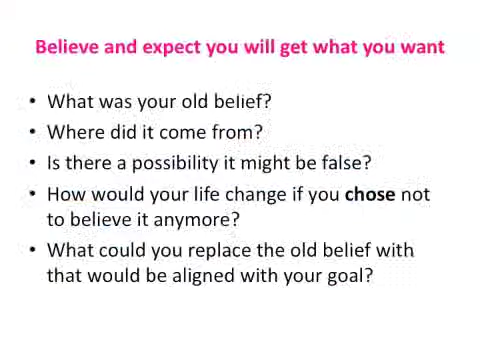 Believe and expect you will get what you want
• What was your old belief?
• Where did it come from?
• Is there a possibility it might be false?
• How would your life change if you chose not
to believe it anymore?
• What could you replace the old belief with
that would be aligned with your goal?